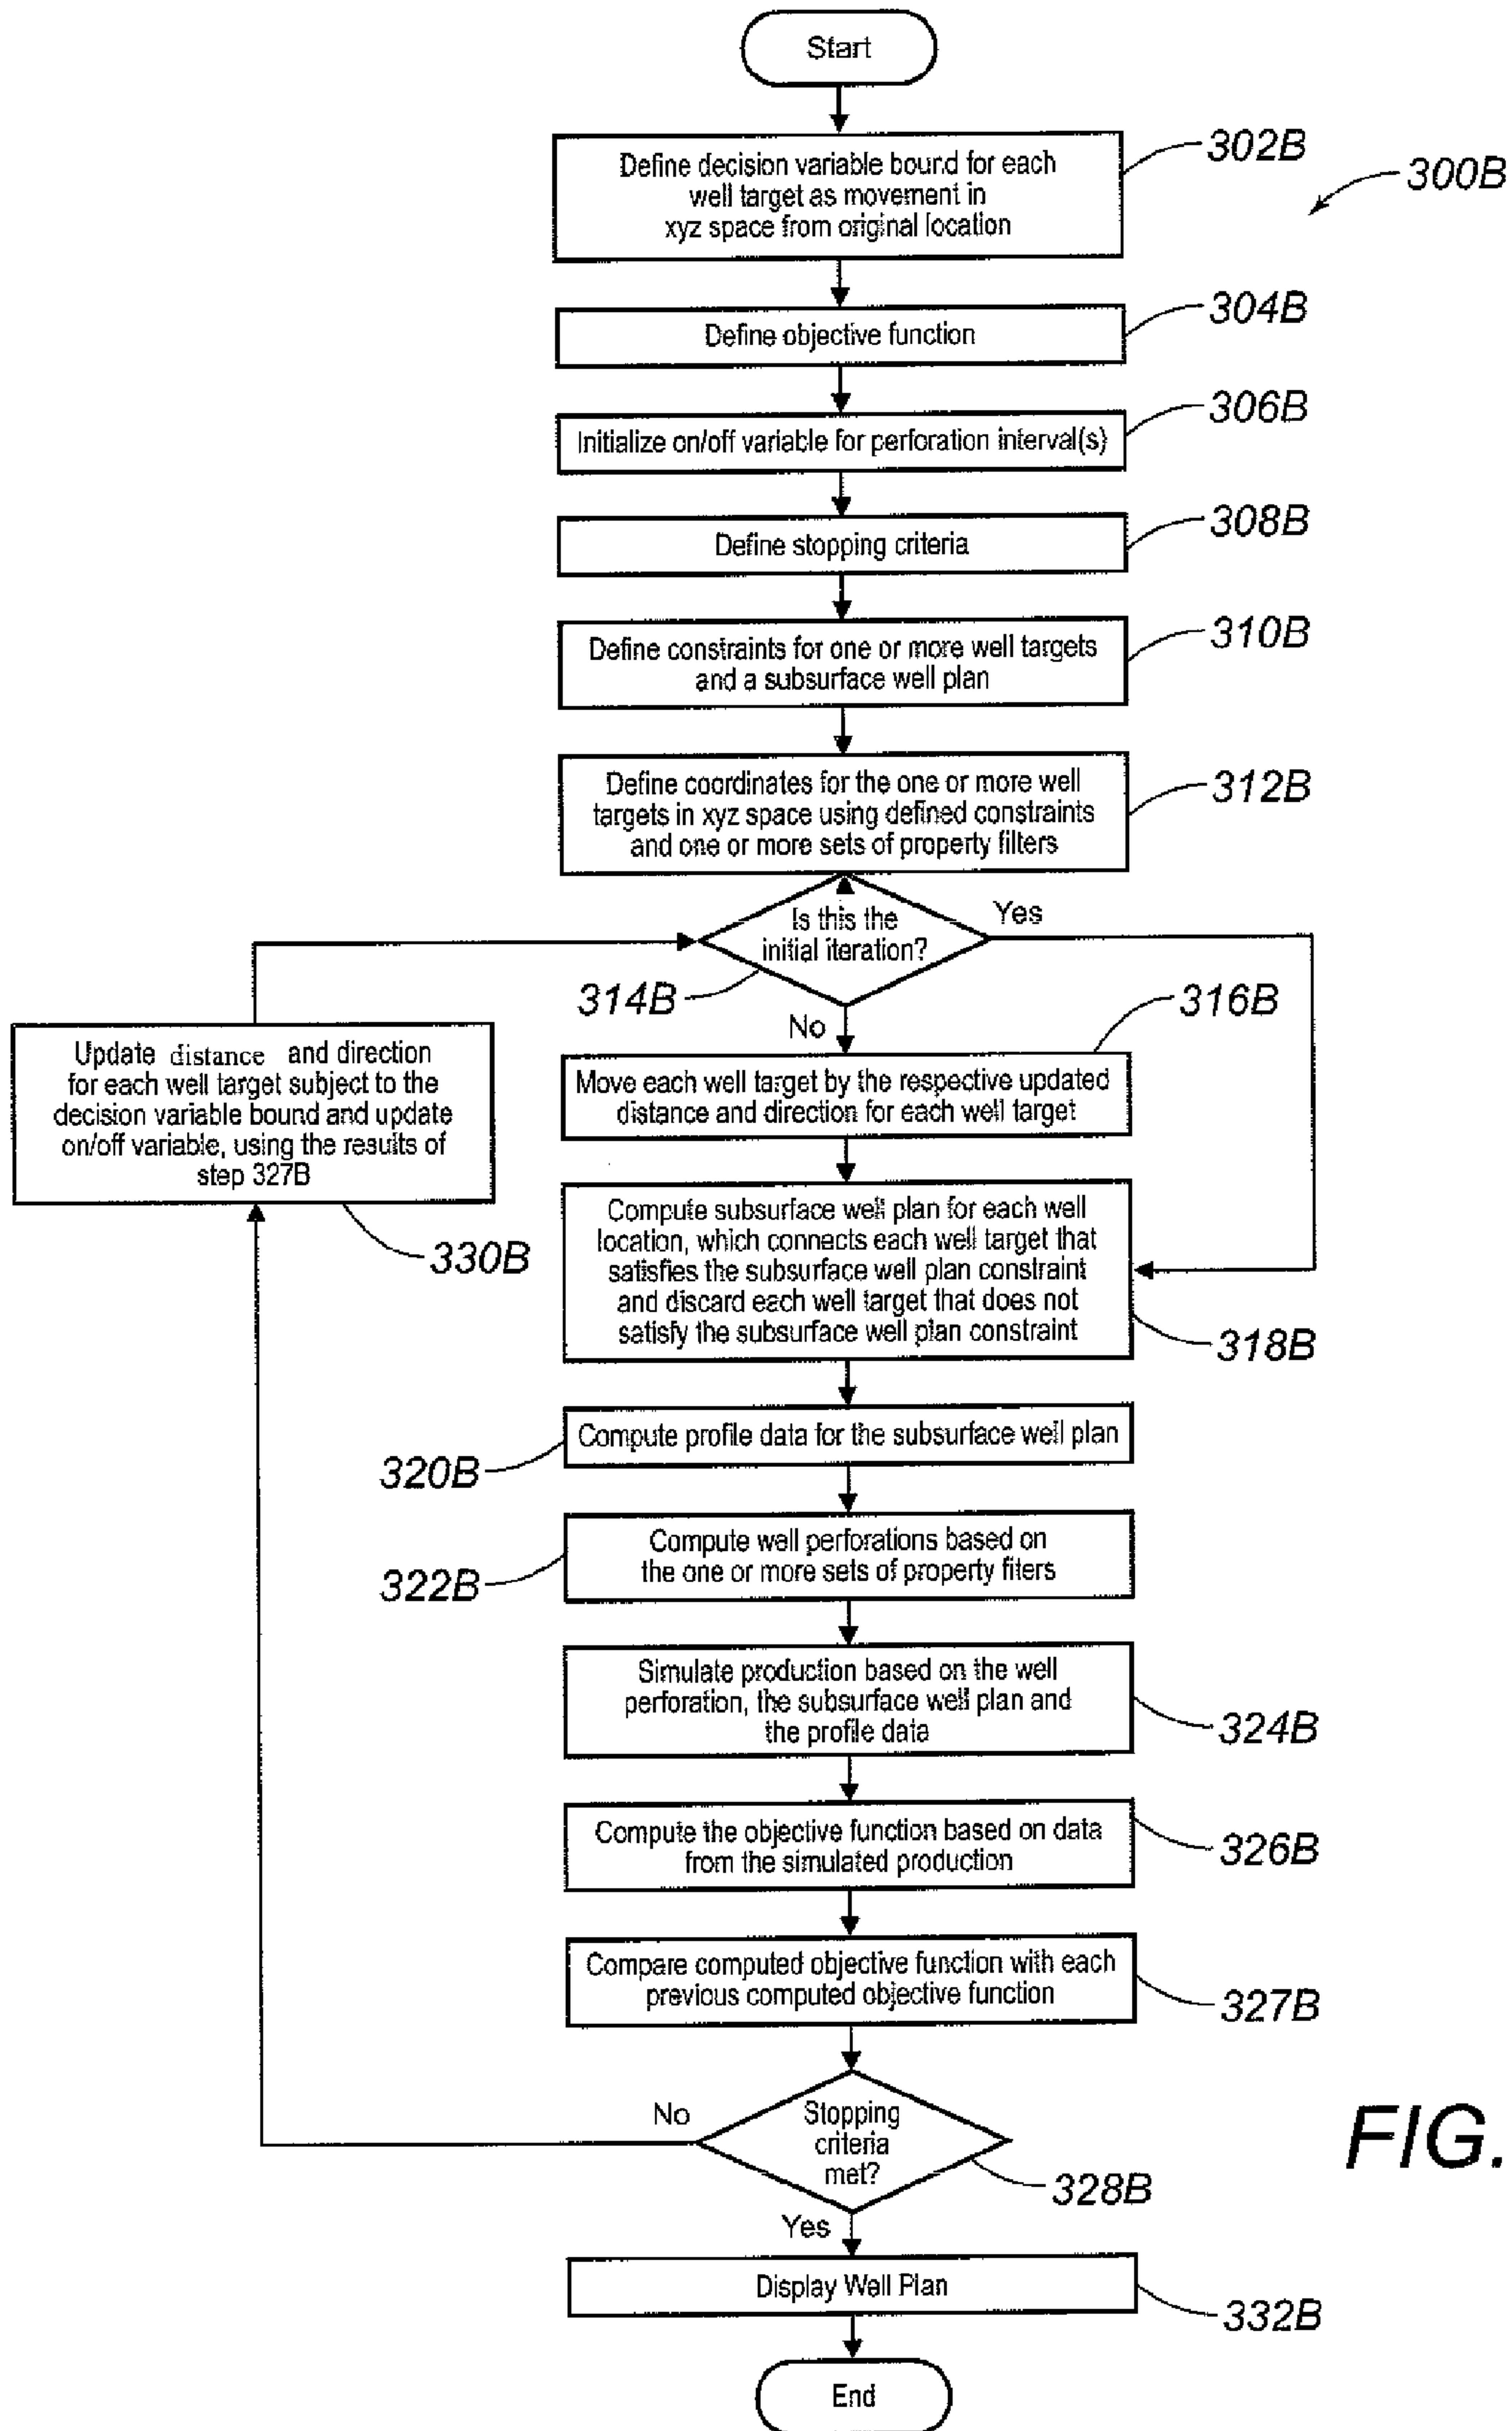 Start
Define decision variable bound for each
well target as movement in
xyz space from original location
302B
300B
Define objective function
304B
Initialize on/off variable for perforation interval(s)
306B
Define stopping criteria
308B
Define constraints for one or more well targets
and a subsurface well plan
310B
Define coordinates for the one or more well
targets in xyz space using defined constraints
and one or more sets of property filters
312B
Is this the
initial iteration?
Yes
314B
No
316B
Move each well target by the respective updated
distance and direction for each well target
Update distance and direction
for each well target subject to the
decision variable bound and update
on/off variable, using the results of
step 327B
330B
Compute subsurface well plan for each well
location, which connects each well target that
satisfies the subsurface well plan constraint
and discard each well target that does not
satisfy the subsurface well plan constraint
318B
Compute profile data for the subsurface well plan
320B
Compute well perforations based on
the one or more sets of property fiters
322B
Simulate production based on the well
perforation, the subsurface well plan and
the profile data
324B
Compute the objective function based on data
from the simulated production
326B
Compare computed objective function with each
previous computed objective function
327B
No
Stopping
criteria
met?
328B
Yes
Display Well Plan
332B
End
FIG.